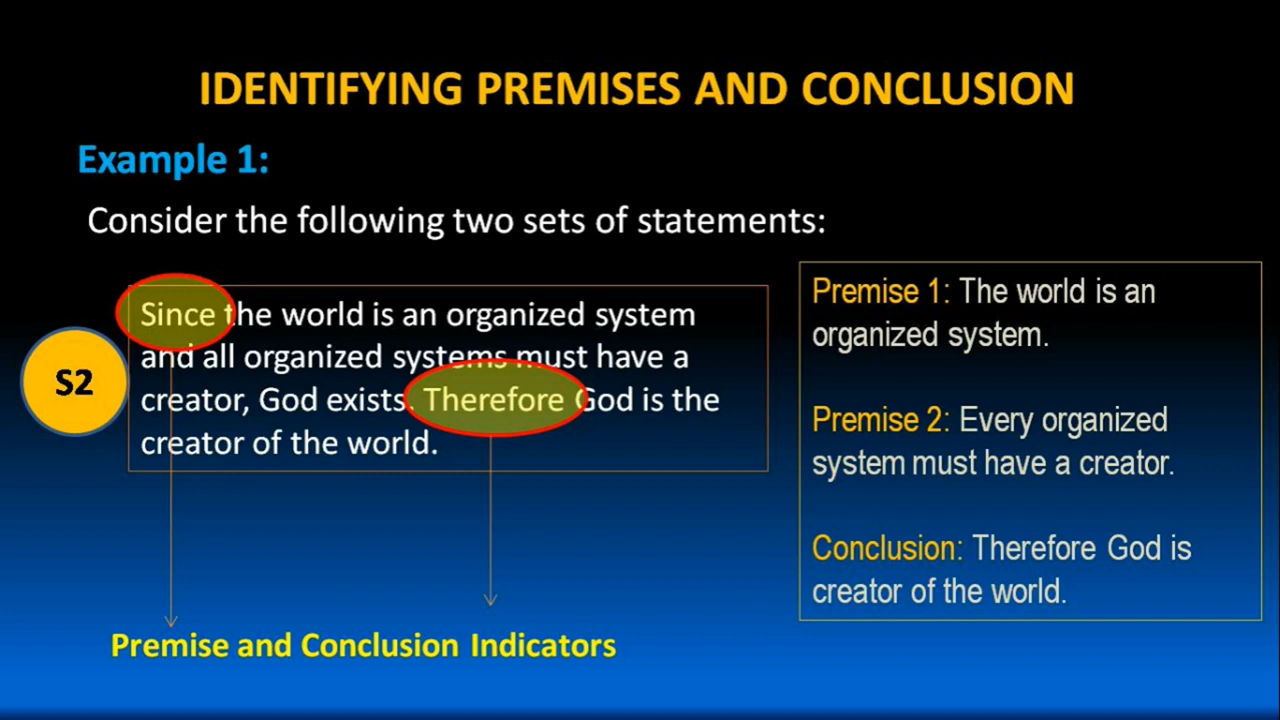 IDENTIFYING PREMISES AND CONCLUSION
Example 1:
Consider the following two sets of statements:
S2
Since the world is an organized system
and all organized systems must have a
creator, God exists. Therefore God is the
creator of the world.
Premise 1: The world is an
organized system.
Premise 2: Every organized
system must have a creator.
Conclusion: Therefore God is
creator of the world.
Premise and Conclusion Indicators